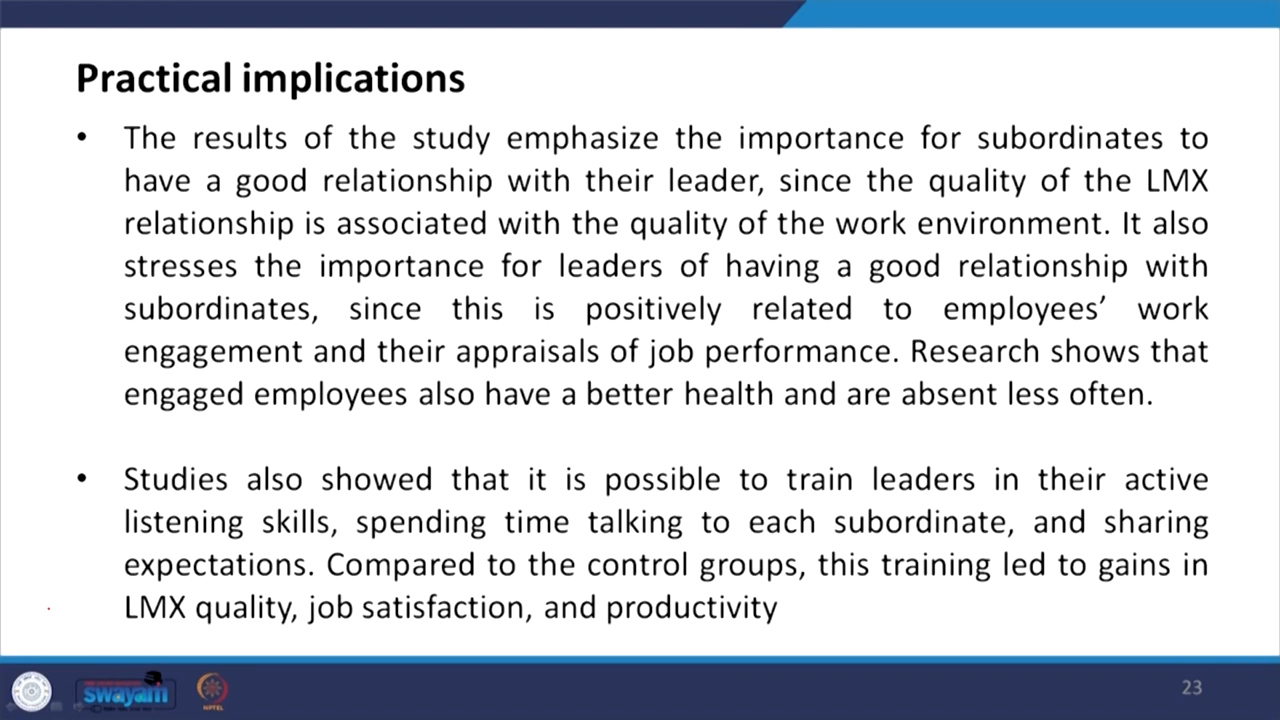 Practical implications
• The results of the study emphasize the importance for subordinates to
have a good relationship with their leader, since the quality of the LMX
relationship is associated with the quality of the work environment. It also
stresses the importance for leaders of having a good relationship with
subordinates, since this is positively related to employees’ work
engagement and their appraisals of job performance. Research shows that
engaged employees also have a better health and are absent less often.
• Studies also showed that it is possible to train leaders in their active
listening skills, spending time talking to each subordinate, and sharing
expectations. Compared to the control groups, this training led to gains in
LMX quality, job satisfaction, and productivity
swayam
NPTEL
23